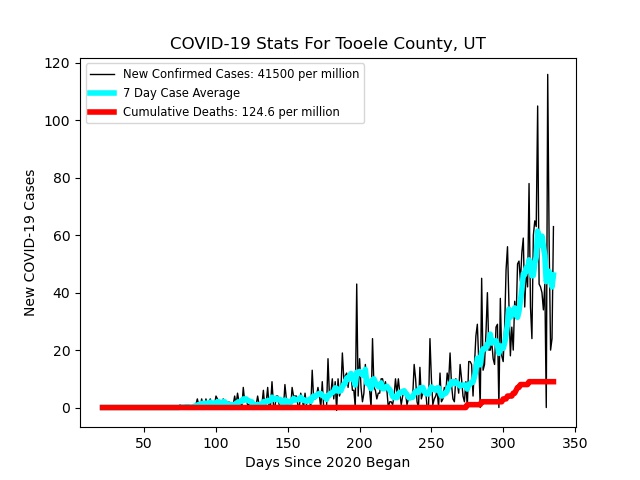 COVID-19 Stats For Tooele County, UT
New Confirmed Cases: 41500 per million
7 Day Case Average
Cumulative Deaths: 124.6 per million
New COVID-19 Cases
120
100
80
60
40
20
0
50
100
150
200
250
300
350
Days Since 2020 Began